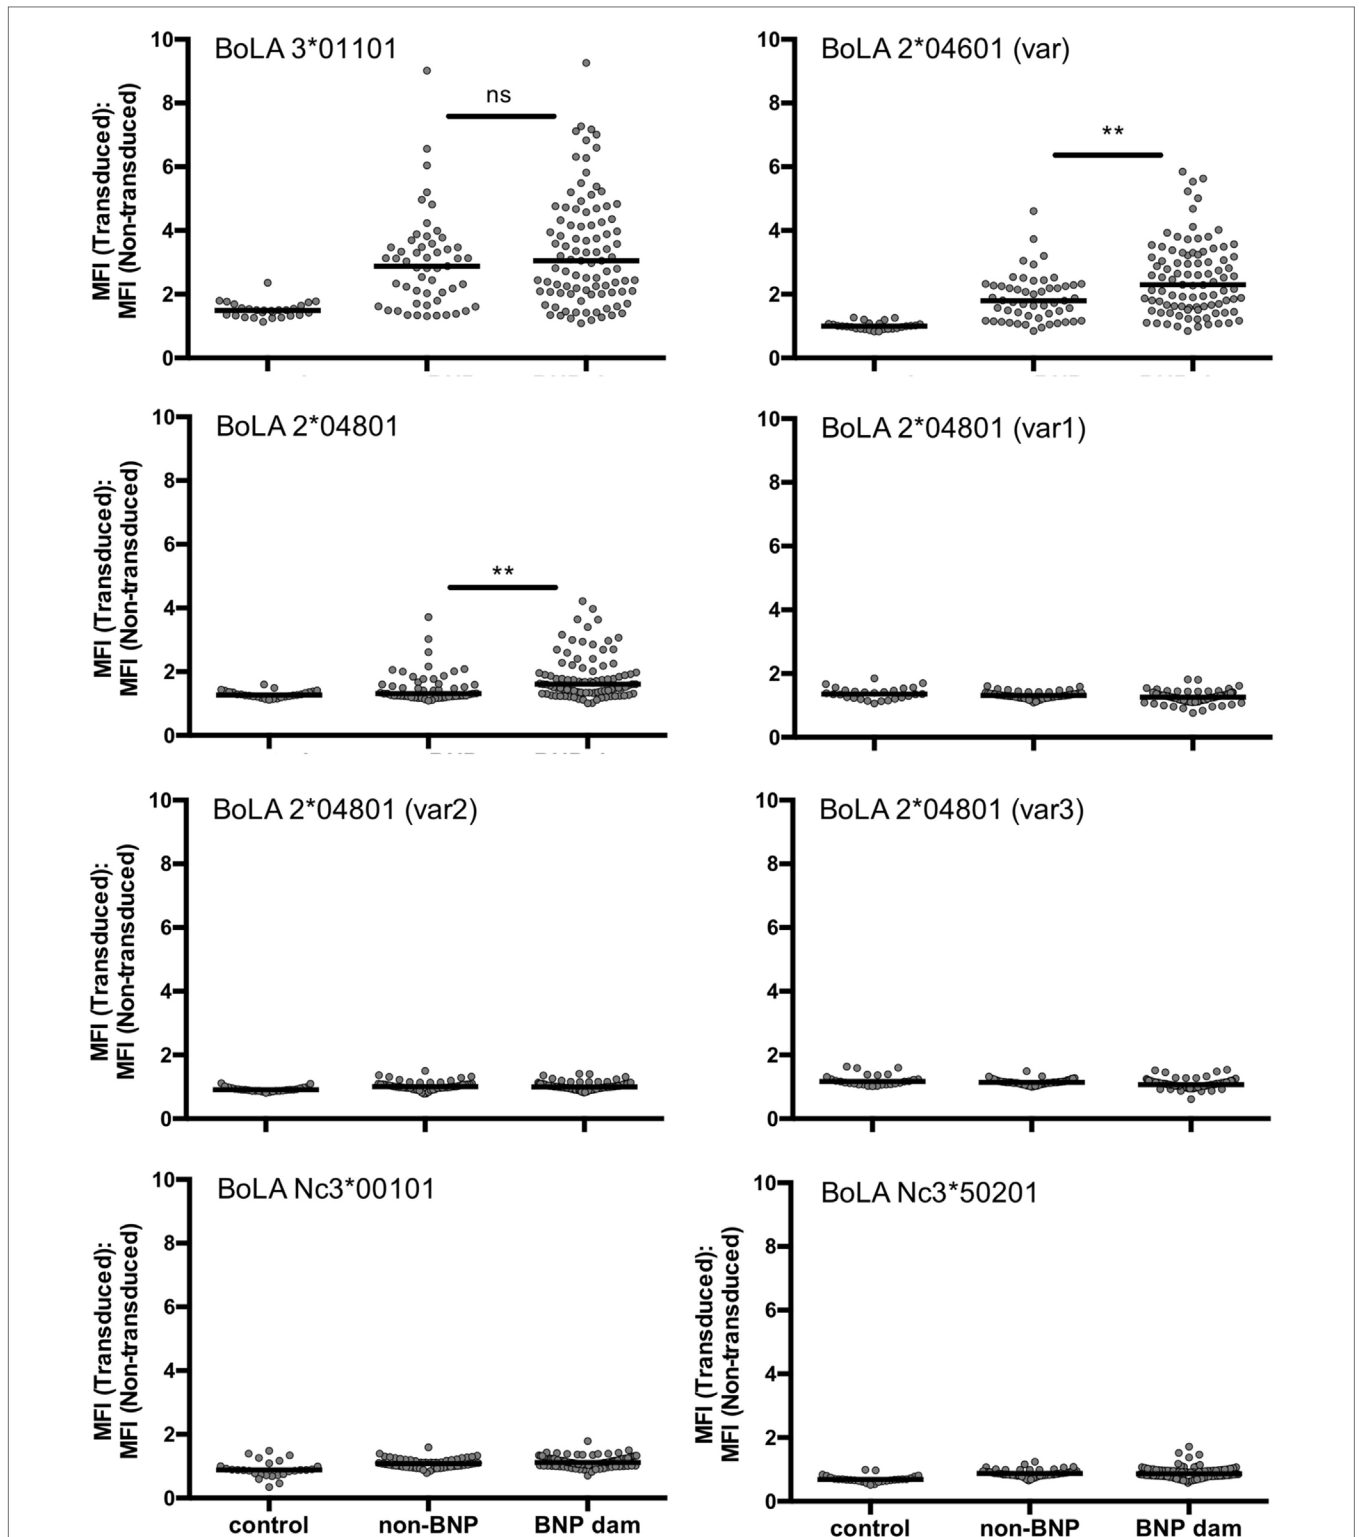 BoLA 3*01101
MFI (Transduced):
MFI (Non-transduced)
10
8
6
4
2
0
ns
BoLA 2*04601 (var)
10
8
6
4
2
0
**
BoLA 2*04801
MFI (Transduced):
MFI (Non-transduced)
10
8
6
4
2
0
**
BoLA 2*04801 (var1)
10
8
6
4
2
0
BoLA 2*04801 (var2)
MFI (Transduced):
MFI (Non-transduced)
10
8
6
4
2
0
BoLA 2*04801 (var3)
10
8
6
4
2
0
BoLA Nc3*00101
MFI (Transduced):
MFI (Non-transduced)
10
8
6
4
2
0
control non-BNP BNP dam
BoLA Nc3*50201
MFI (Transduced):
MFI (Non-transduced)
10
8
6
4
2
0
control non-BNP BNP dam